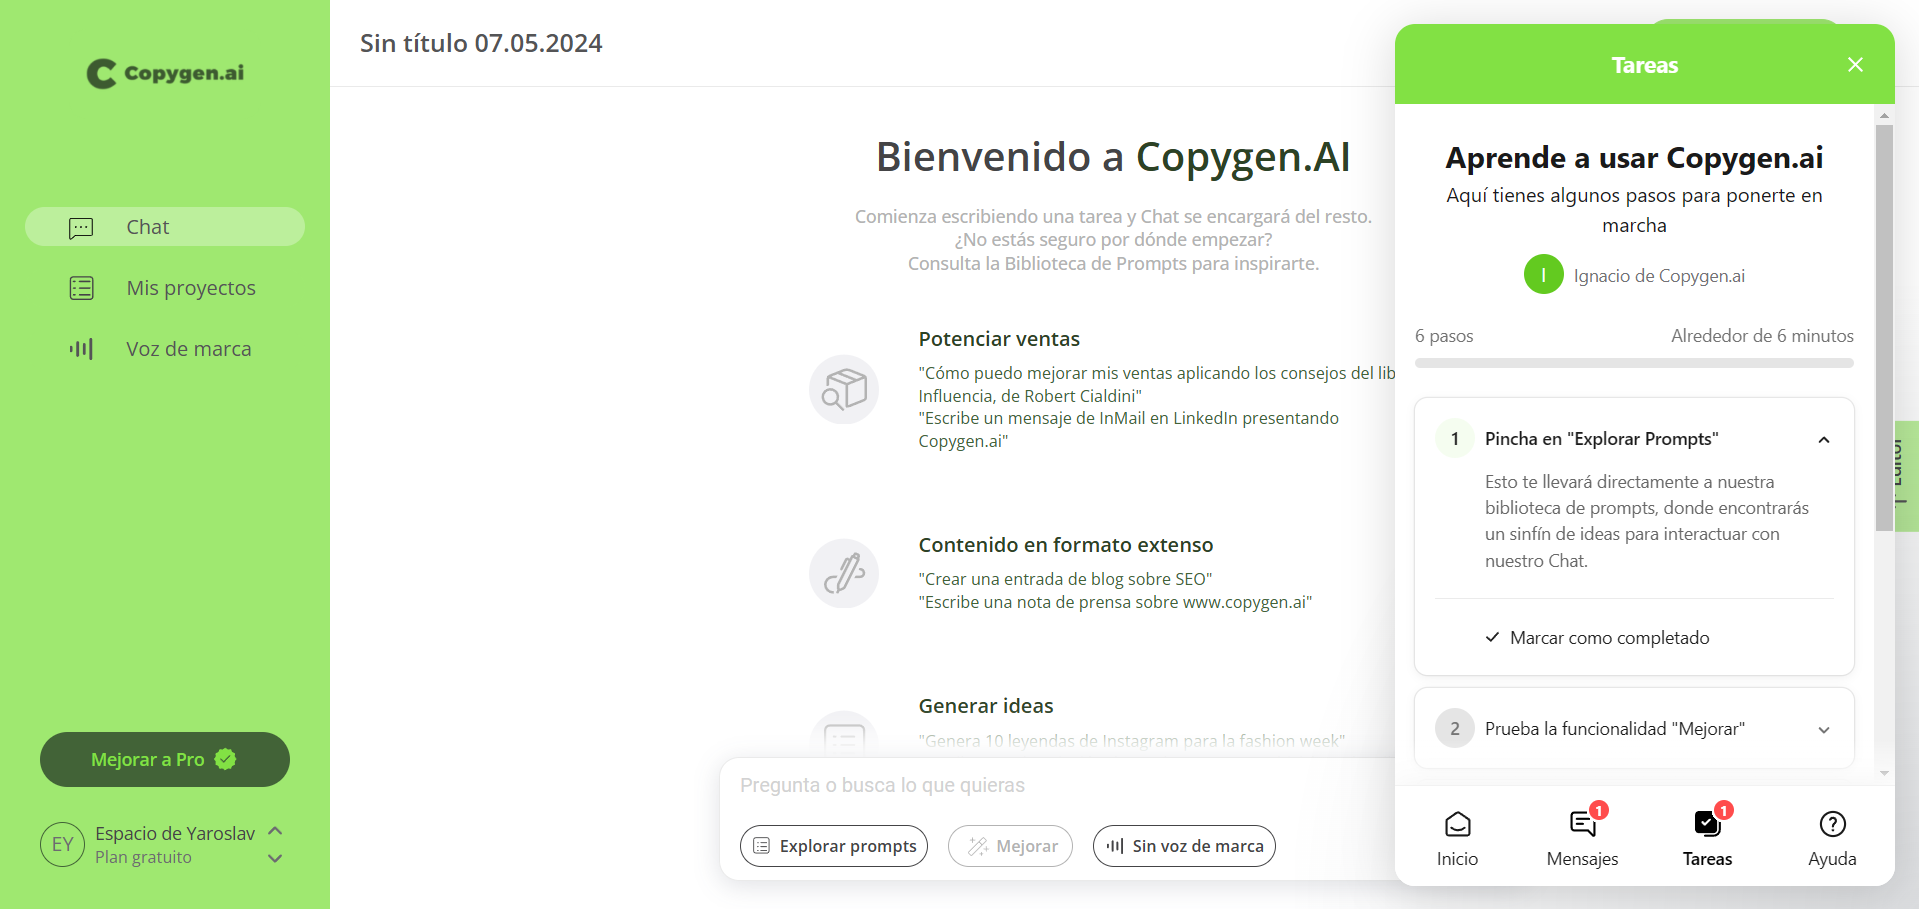 Copygen.ai
Chat
Mis proyectos
Voz de marca
Mejorar a Pro
EY
Espacio de Yaroslav
Plan gratuito
Sin título 07.05.2024
Bienvenido a Copygen.AI
Comienza escribiendo una tarea y Chat se encargará del resto.
¿No estás seguro por dónde empezar?
Consulta la Biblioteca de Prompts para inspirarte.
Potenciar ventas
"Cómo puedo mejorar mis ventas aplicando los consejos del lib
Influencia, de Robert Cialdini"
"Escribe un mensaje de InMail en LinkedIn presentando
Copygen.ai"
Contenido en formato extenso
"Crear una entrada de blog sobre SEO"
"Escribe una nota de prensa sobre www.copygen.ai"
Generar ideas
"Genera 10 leyendas de Instagram para la fashion week"
Pregunta o busca lo que quieras
Explorar prompts
Mejorar
Sin voz de marca
Tareas
Aprende a usar Copygen.ai
Aquí tienes algunos pasos para ponerte en
marcha
I
Ignacio de Copygen.ai
6 pasos
Alrededor de 6 minutos
1
Pincha en "Explorar Prompts"
Esto te llevará directamente a nuestra
biblioteca de prompts, donde encontrarás
un sinfín de ideas para interactuar con
nuestro Chat.
Marcar como completado
2
Prueba la funcionalidad "Mejorar"
Inicio
1
Mensajes
1
Tareas
Ayuda
Editor